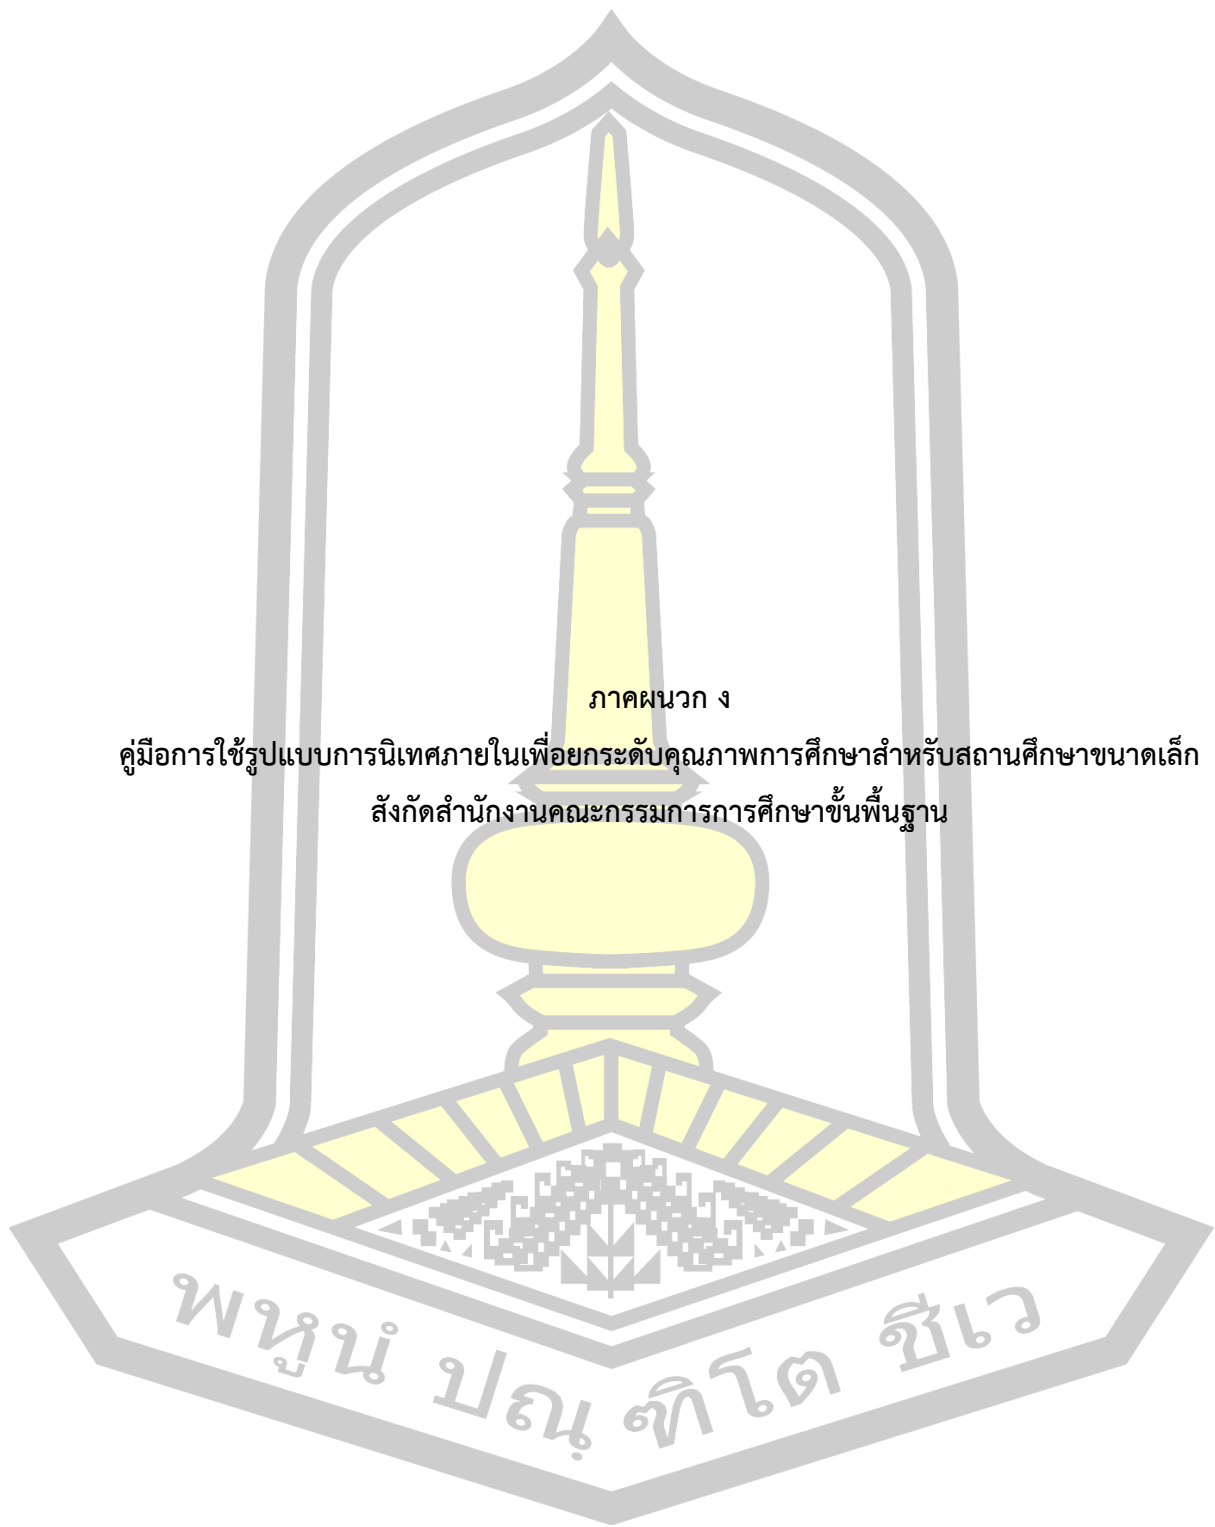 ภาคผนวก ง
คู่มือการใช้รูปแบบการนิเทศภายในเพื่อยกระดับคุณภาพการศึกษาสำหรับสถานศึกษาขนาดเล็ก
สังกัดสำนักงานคณะกรรมการการศึกษาขั้นพื้นฐาน
พหูนํ ปณฺฑิโต ชีเว